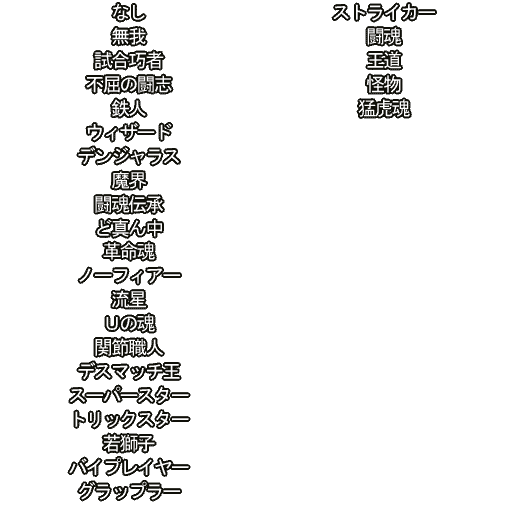 なし
無我
試合巧者
不屈の闘志
鉄人
ウィザード
デンジャラス
魔界
闘魂伝承
ど真ん中
革命魂
ノーフィアー
流星
Uの魂
関節職人
デスマッチ王
スーパースター
トリックスター
若獅子
バイプレイヤー
グラップラー
ストライカー
闘魂
王道
怪物
猛虎魂